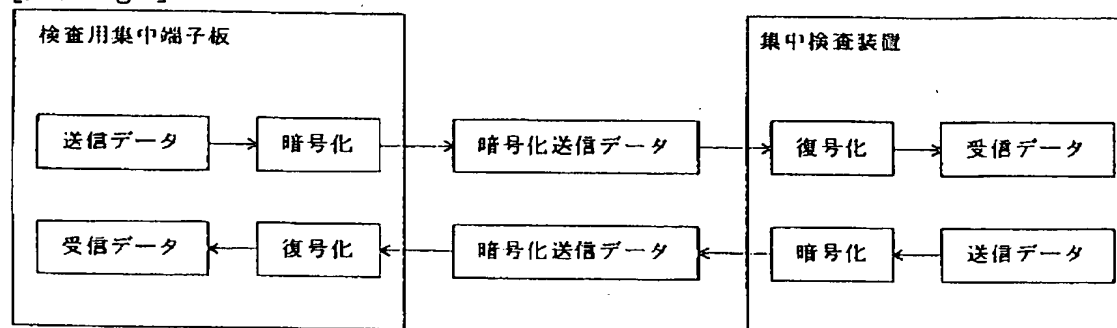 検査用集中端子板
集中検査装置
送信データ
暗号化
暗号化送信データ
復号化
受信データ
受信データ
復号化
暗号化送信データ
暗号化
送信データ